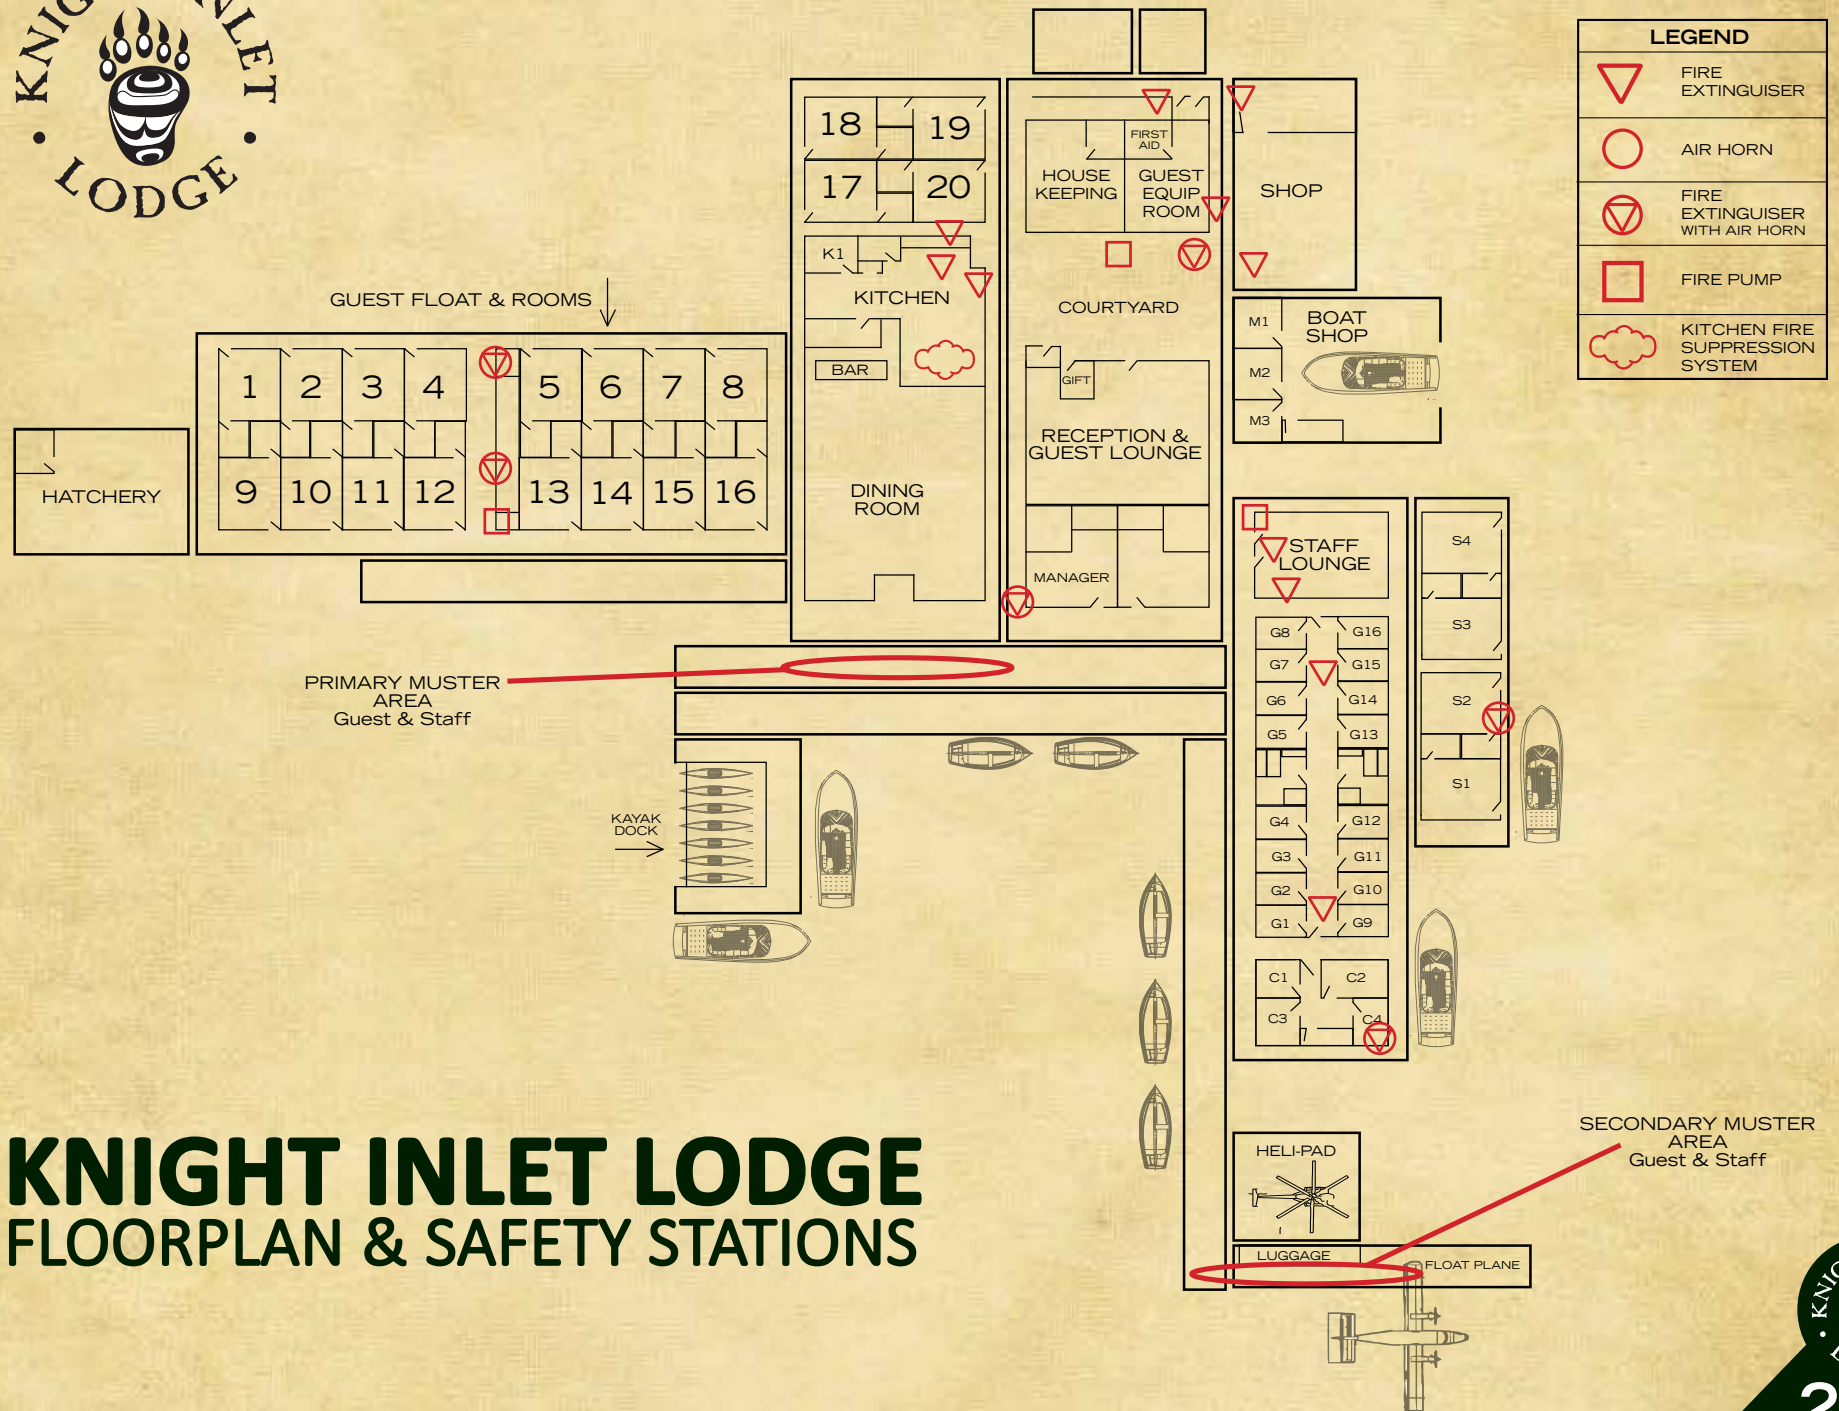 KNIGHT INLET
• LODGE •
LEGEND
FIRE
EXTINGUISER
AIR HORN
FIRE
EXTINGUISER
WITH AIR HORN
FIRE PUMP
KITCHEN FIRE
SUPPRESSION
SYSTEM
18
19
17
20
K1
KITCHEN
BAR
DINING
ROOM
FIRST
AID
HOUSE
KEEPING
GUEST
EQUIP
ROOM
COURTYARD
GIFT
RECEPTION &
GUEST LOUNGE
MANAGER
SHOP
M1
M2
M3
BOAT
SHOP
GUEST FLOAT & ROOMS
1
2
3
4
5
6
7
8
9
10
11
12
13
14
15
16
HATCHERY
STAFF
LOUNGE
G8
G16
G7
G15
G6
G14
G5
G13
G4
G12
G3
G11
G2
G10
G1
G9
C1
C2
C3
C4
S4
S3
S2
S1
PRIMARY MUSTER
AREA
Guest & Staff
KAYAK
DOCK
HELI-PAD
LUGGAGE
FLOAT PLANE
SECONDARY MUSTER
AREA
Guest & Staff
KNIGHT INLET LODGE
FLOORPLAN & SAFETY STATIONS